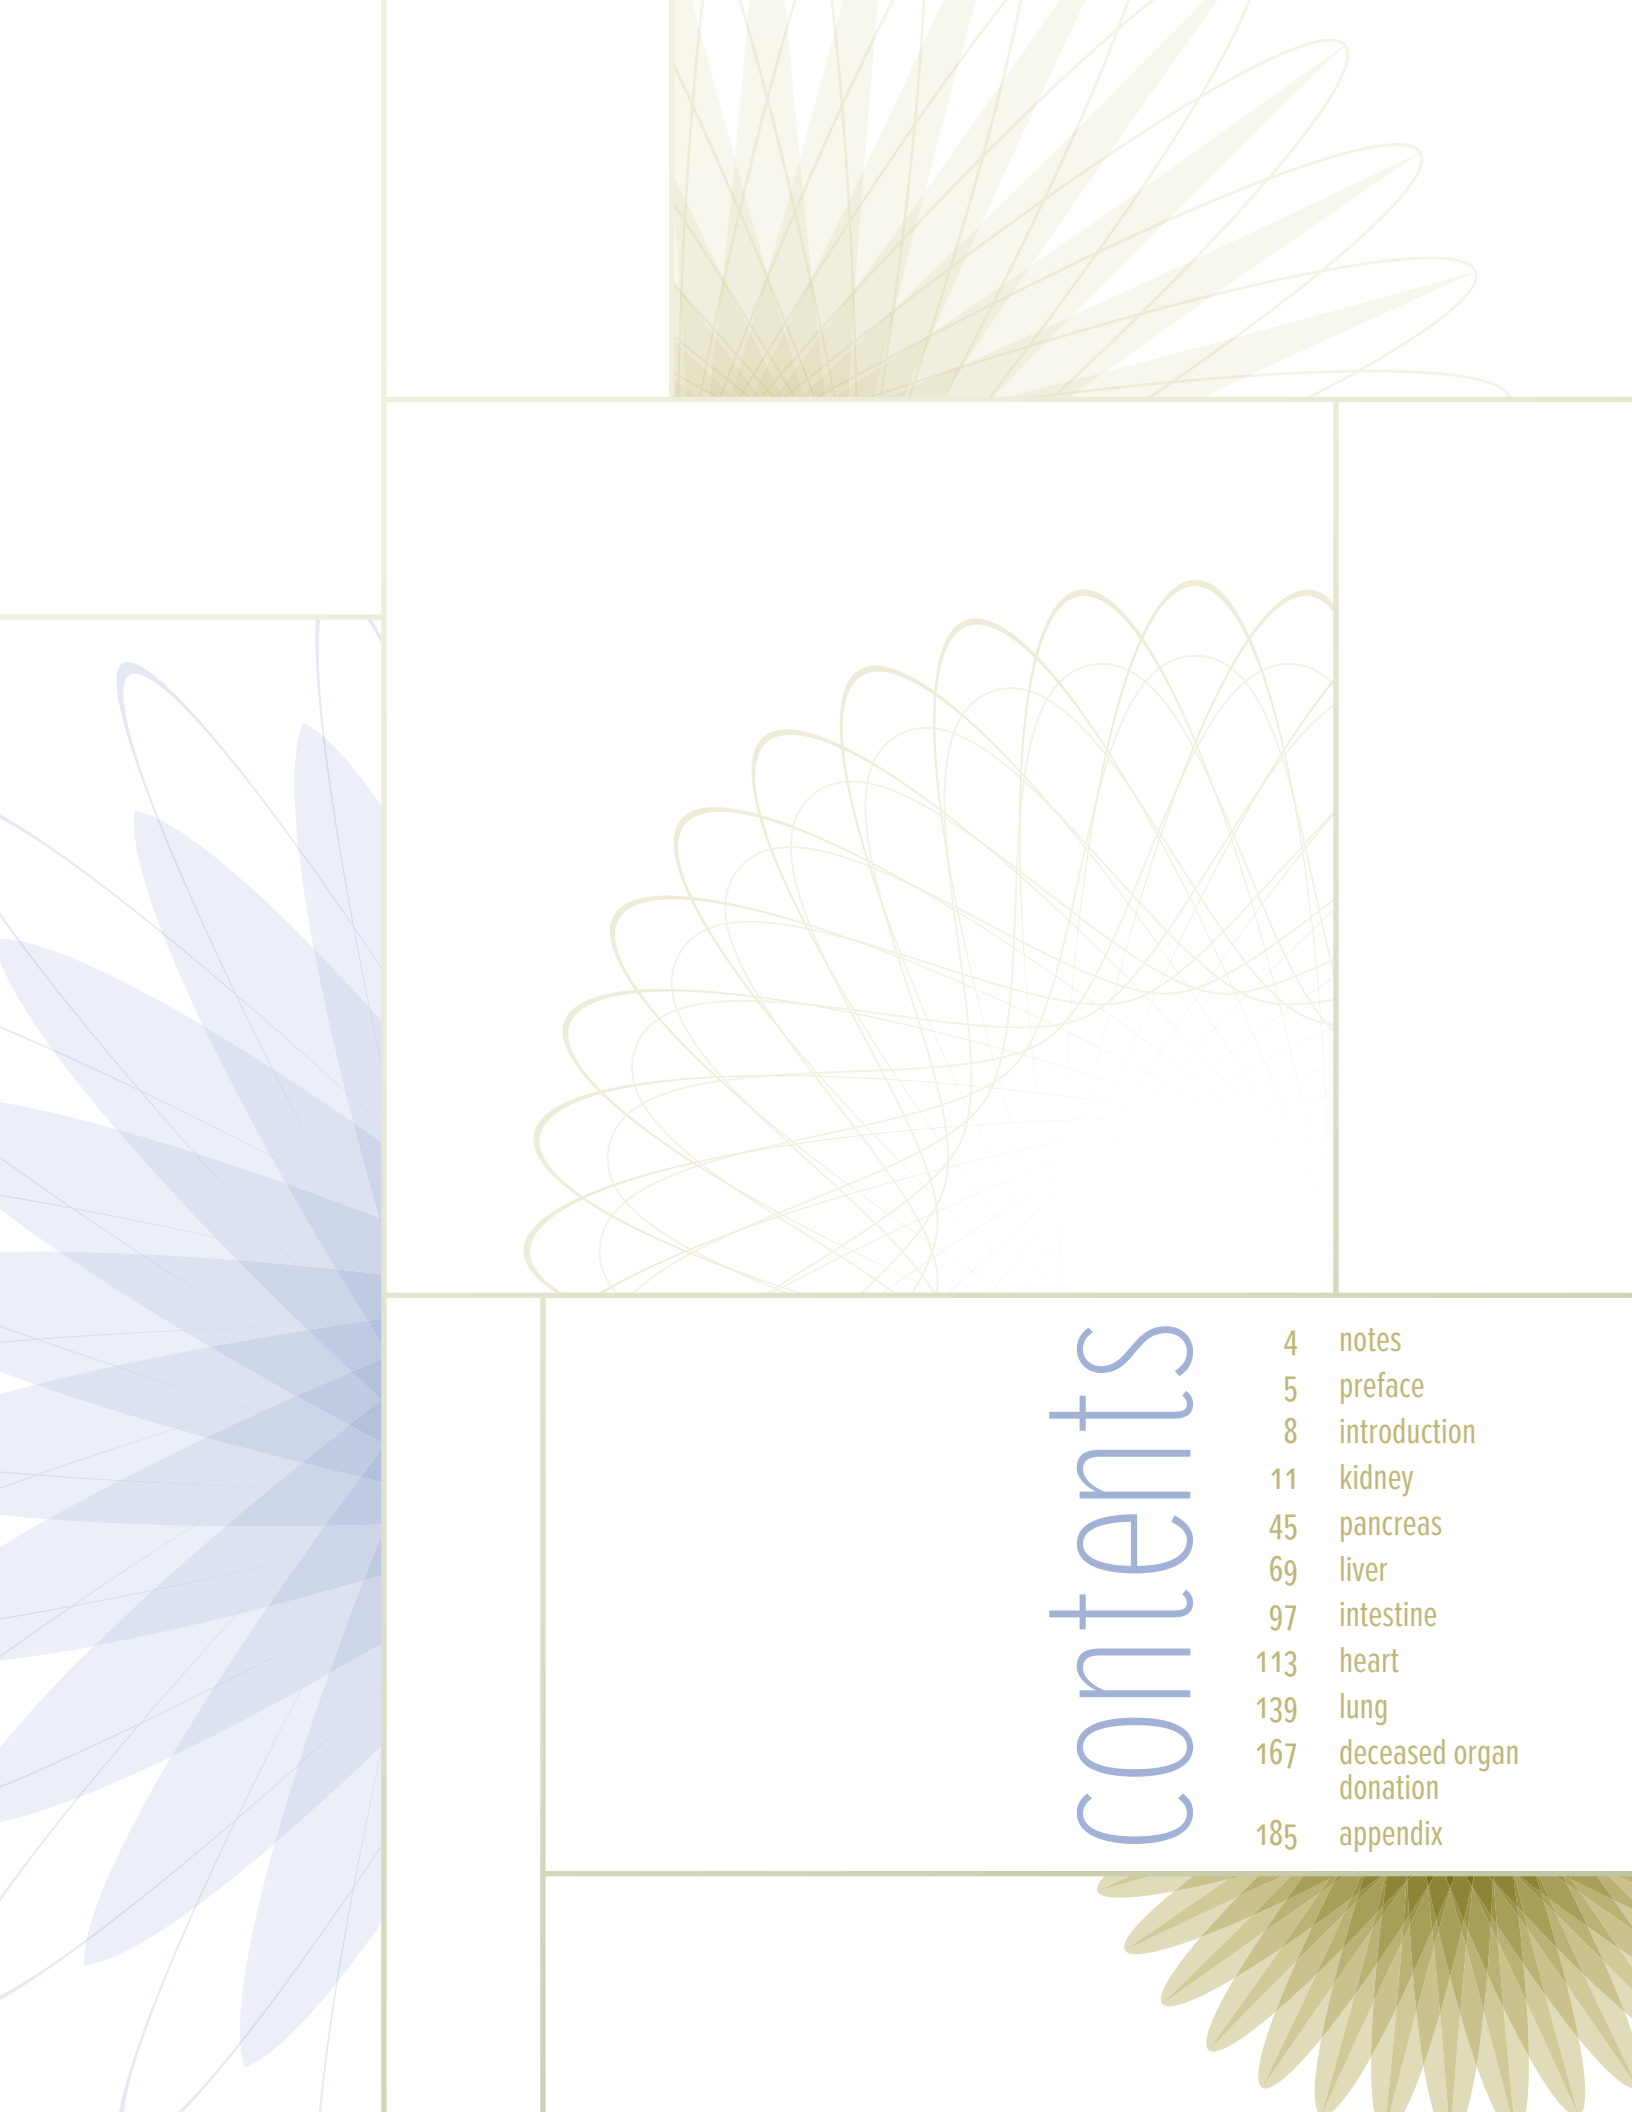 contents
4 notes
5 preface
8 introduction
11 kidney
45 pancreas
69 liver
97 intestine
113 heart
139 lung
167 deceased organ
donation
185 appendix